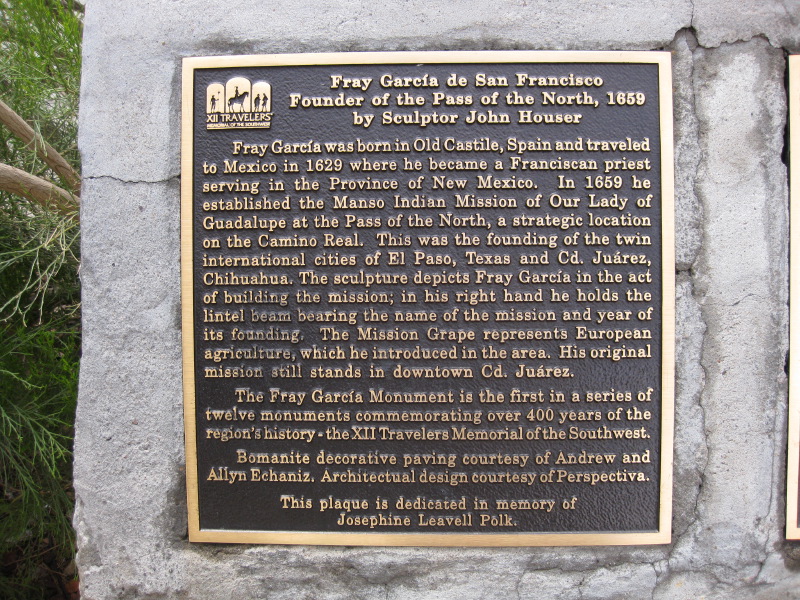 XII TRAVELERS
MEMORIAL OF THE SOUTHWEST
Fray García de San Francisco
Founder of the Pass of the North, 1659
by Sculptor John Houser
Fray García was born in Old Castile, Spain and traveled
to Mexico in 1629 where he became a Franciscan priest
serving in the Province of New Mexico. In 1659 he
established the Manso Indian Mission of Our Lady of
Guadalupe at the Pass of the North, a strategic location
on the Camino Real. This was the founding of the twin
international cities of El Paso, Texas and Cd. Juárez,
Chihuahua. The sculpture depicts Fray García in the act
of building the mission; in his right hand he holds the
lintel beam bearing the name of the mission and year of
its founding. The Mission Grape represents European
agriculture, which he introduced in the area. His original
mission still stands in downtown Cd. Juárez.
The Fray García Monument is the first in a series of
twelve monuments commemorating over 400 years of the
region's history - the XII Travelers Memorial of the Southwest.
Bomanite decorative paving courtesy of Andrew and
Allyn Echaniz. Architectual design courtesy of Perspectiva.
This plaque is dedicated in memory of
Josephine Leavell Polk.